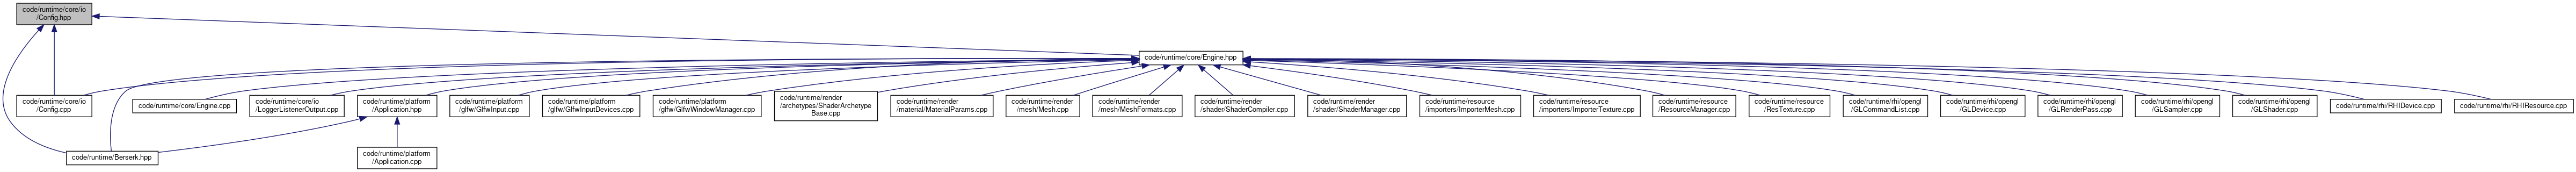 code/runtime/core/io
/Config.hpp
code/runtime/core/Engine.hpp
code/runtime/core/io
/Config.cpp
code/runtime/core/Engine.cpp
code/runtime/core/io
/LoggerListenerOutput.cpp
code/runtime/platform
/Application.hpp
code/runtime/platform
/glfw/GlfwInput.cpp
code/runtime/platform
/glfw/GlfwInputDevices.cpp
code/runtime/platform
/glfw/GlfwWindowManager.cpp
code/runtime/render
/archetypes/ShaderArchetype
Base.cpp
code/runtime/render
/material/MaterialParams.cpp
code/runtime/render
/mesh/Mesh.cpp
code/runtime/render
/mesh/MeshFormats.cpp
code/runtime/render
/shader/ShaderCompiler.cpp
code/runtime/render
/shader/ShaderManager.cpp
code/runtime/resource
/importers/ImporterMesh.cpp
code/runtime/resource
/importers/ImporterTexture.cpp
code/runtime/resource
/ResourceManager.cpp
code/runtime/resource
/ResTexture.cpp
code/runtime/rhi/opengl
/GLCommandList.cpp
code/runtime/rhi/opengl
/GLDevice.cpp
code/runtime/rhi/opengl
/GLRenderPass.cpp
code/runtime/rhi/opengl
/GLSampler.cpp
code/runtime/rhi/opengl
/GLShader.cpp
code/runtime/rhi/RHIDevice.cpp
code/runtime/rhi/RHIResource.cpp
code/runtime/Berserk.hpp
code/runtime/platform
/Application.cpp